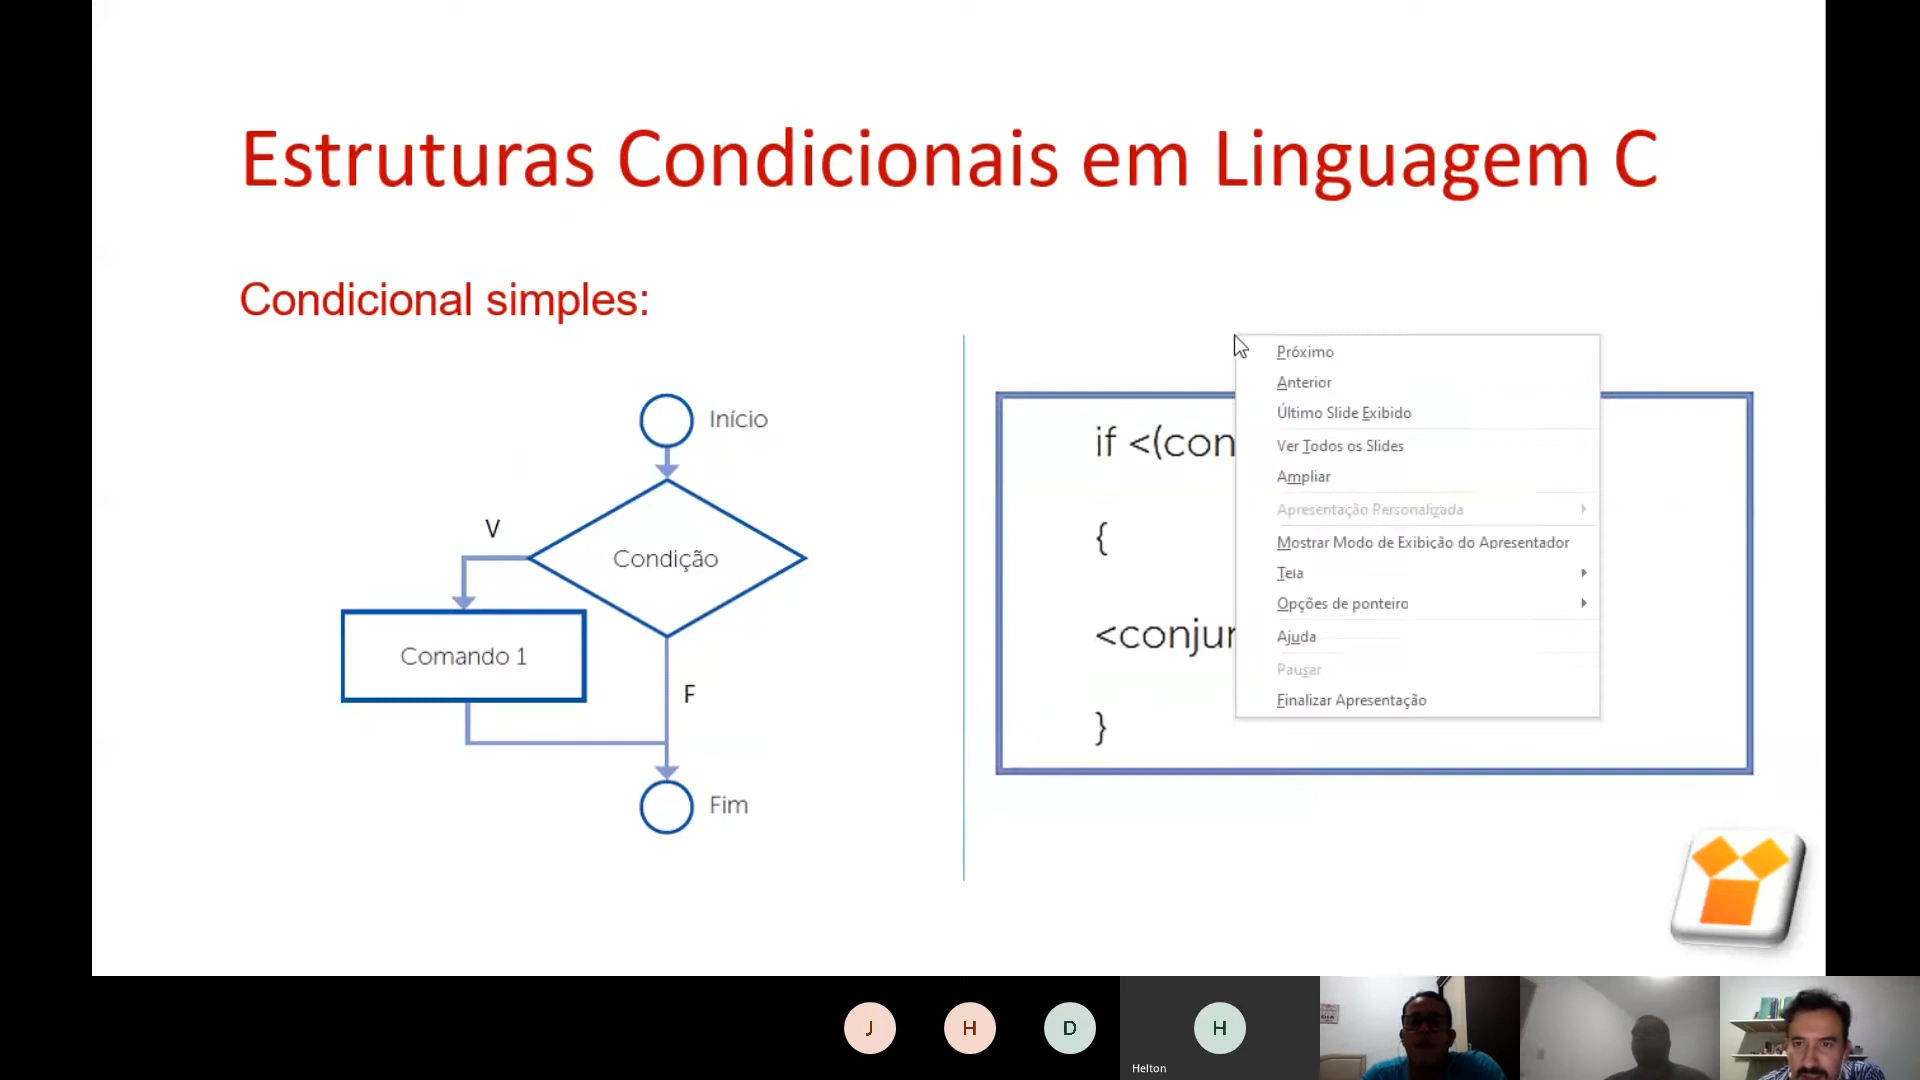 Estruturas Condicionais em Linguagem C
Condicional simples:
Início
V
Condição
Comando 1
F
Fim
if <(con
{
<conjun
}
Próximo
Anterior
Último Slide Exibido
Ver Todos os Slides
Ampliar
Apresentação Personalizada
Mostrar Modo de Exibição do Apresentador
Tela
Opções de ponteiro
Ajuda
Pausar
Finalizar Apresentação
J
H
D
H
Helton